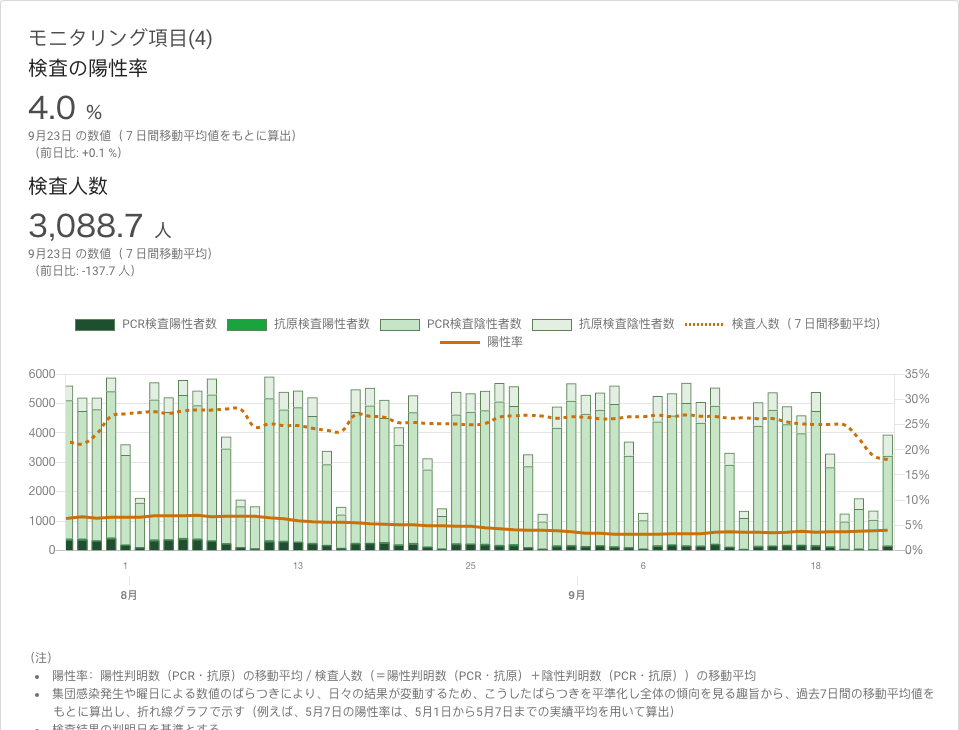 モニタリング項目(4)
検査の陽性率
4.0 %
9月23日 の数値（７日間移動平均値をもとに算出）
（前日比: +0.1 %）
検査人数
3,088.7 人
9月23日 の数値（７日間移動平均）
（前日比: -137.7 人）
PCR検査陽性者数 抗原検査陽性者数 PCR検査陰性者数 抗原検査陰性者数 検査人数（７日間移動平均）
陽性率
6000 35%
5000 30%
4000 25%
3000 20%
2000 15%
1000 10%
0 5%
0%
1 13 25 6 18
8月 9月
（注）
陽性率：陽性判明数（PCR・抗原）の移動平均 / 検査人数（＝陽性判明数（PCR・抗原）＋陰性判明数（PCR・抗原））の移動平均
集団感染発生や曜日による数値のばらつきにより、日々の結果が変動するため、こうしたばらつきを平準化し全体の傾向を見る趣旨から、過去7日間の移動平均値を
もとに算出し、折れ線グラフで示す（例えば、5月7日の陽性率は、5月1日から5月7日までの実績平均を用いて算出）
検査結果の判明日を基準とする